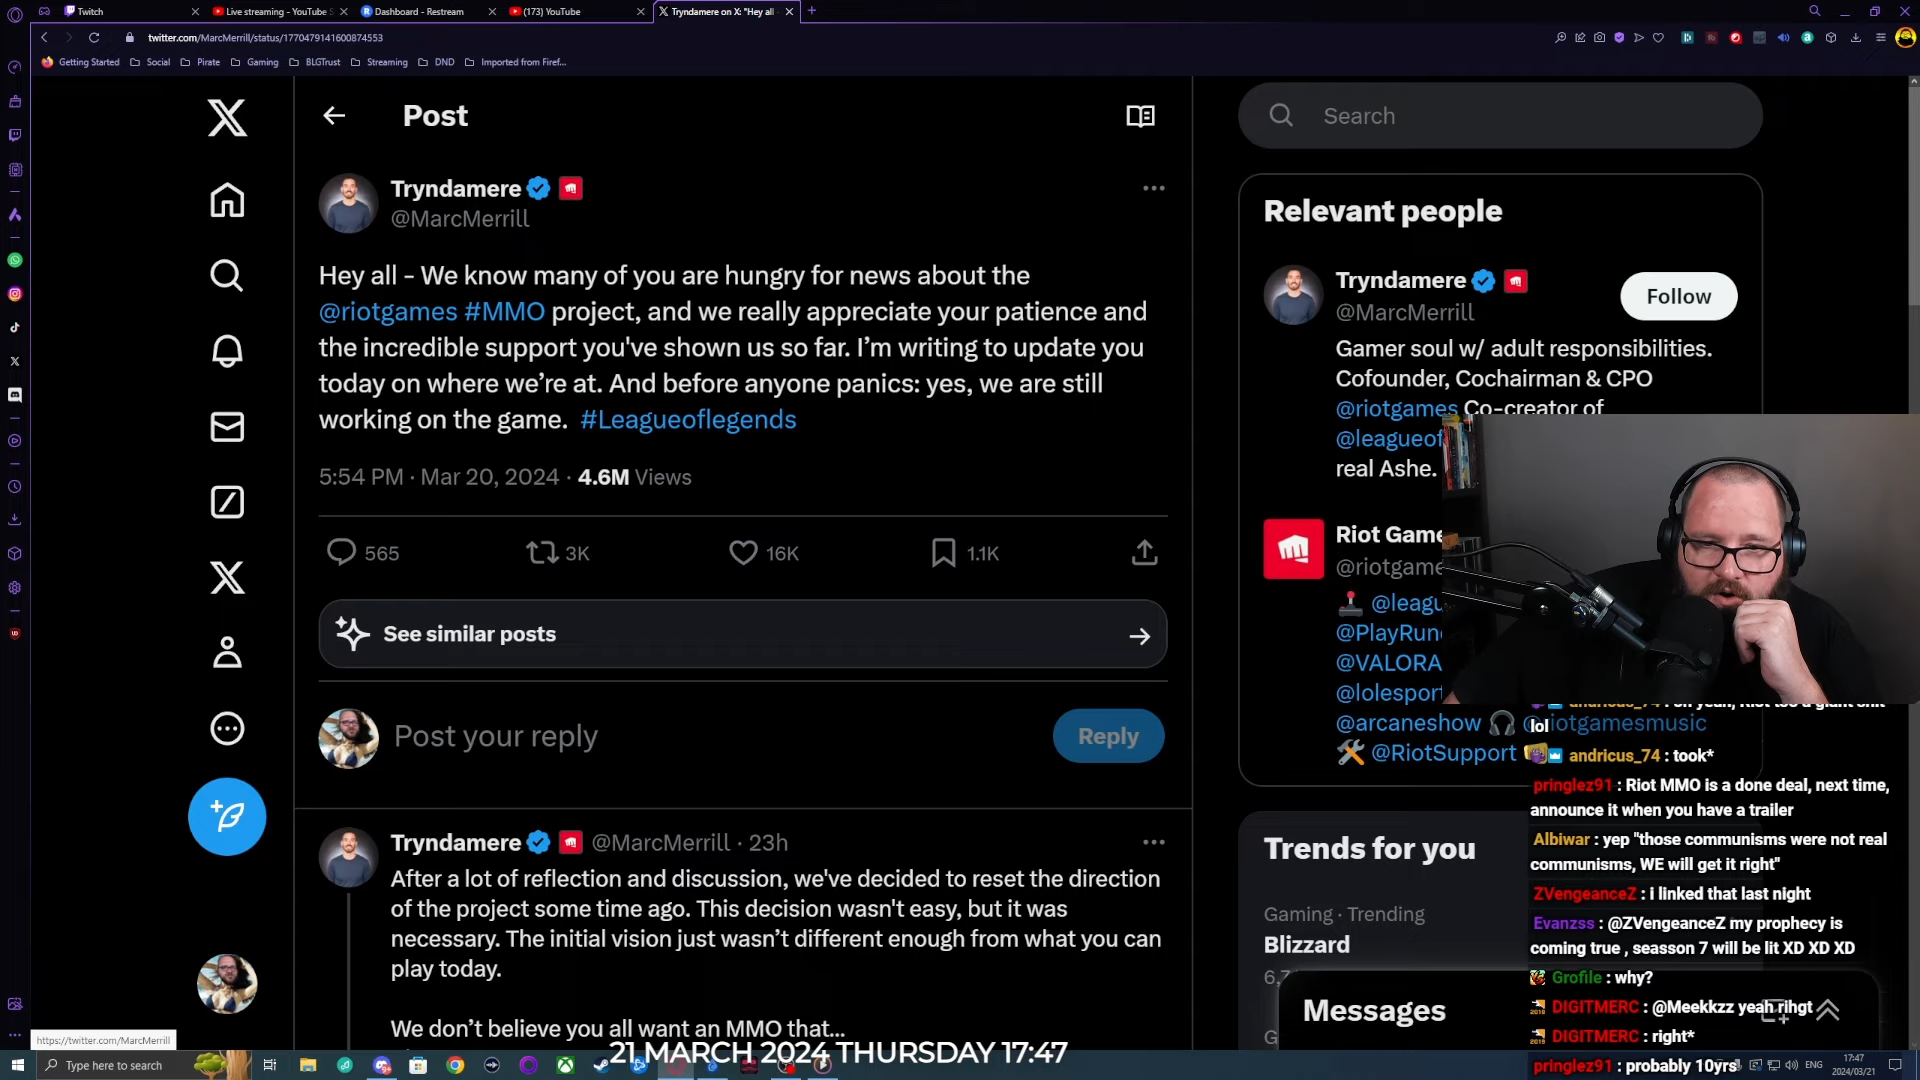 Twitch
Live streaming - YouTube S
Dashboard - Restream
(173) YouTube
Tryndamere on X: "Hey all -
twitter.com/MarcMerrill/status/1770479141600874553
Getting Started
Social
Pirate
Gaming
BLGTrust
Streaming
DND
Imported from Firef...
Post
Search
Tryndamere
@MarcMerrill
Hey all - We know many of you are hungry for news about the
@riotgames #MMO project, and we really appreciate your patience and
the incredible support you've shown us so far. I’m writing to update you
today on where we’re at. And before anyone panics: yes, we are still
working on the game. #Leagueoflegends
5:54 PM · Mar 20, 2024 · 4.6M Views
565
3K
16K
1.1K
See similar posts
Post your reply
Reply
Tryndamere @MarcMerrill · 23h
After a lot of reflection and discussion, we've decided to reset the direction
of the project some time ago. This decision wasn't easy, but it was
necessary. The initial vision just wasn’t different enough from what you can
play today.
We don’t believe you all want an MMO that...
Relevant people
Tryndamere
@MarcMerrill
Follow
Gamer soul w/ adult responsibilities.
Cofounder, Cochairman & CPO
@riotgames Co-creator of
@leagueof
real Ashe.
Riot Game
@riotgame
@leagu
@PlayRun
@VALORA
@lolesport
@arcaneshow @riotgamesmusic
@RiotSupport
Trends for you
Gaming · Trending
Blizzard
Messages
lol
andricus_74 : took*
pringlez91 : Riot MMO is a done deal, next time,
announce it when you have a trailer
Albiwar : yep "those communisms were not real
communisms, WE will get it right"
ZVengeanceZ : i linked that last night
Evanzss : @ZVengeanceZ my prophecy is
coming true , seasson 7 will be lit XD XD XD
Grofile : why?
DIGITMERC : @Meekkzz yeah rihgt
DIGITMERC : right*
pringlez91 : probably 10yrs
https://twitter.com/MarcMerrill
21 MARCH 2024 THURSDAY 17:47
Type here to search
ENG
17:47
2024/03/21